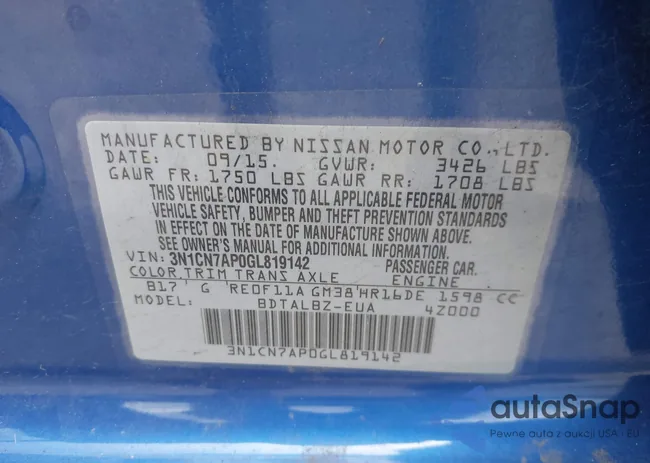 MANUFACTURED BY NISSAN MOTOR CO., LTD.
DATE: 09/15. GVWR: 3426 LBS
GAWR FR: 1750 LBS GAWR RR: 1708 LBS
THIS VEHICLE CONFORMS TO ALL APPLICABLE FEDERAL MOTOR
VEHICLE SAFETY, BUMPER AND THEFT PREVENTION STANDARDS
IN EFFECT ON THE DATE OF MANUFACTURE SHOWN ABOVE.
SEE OWNER'S MANUAL FOR ADDITIONAL INFORMATION.
VIN: 3N1CN7AP0GL819142 PASSENGER CAR.
COLOR TRIM TRANS AXLE ENGINE
B17 G RE0F11A GM38 HR16DE 1598 CC
MODEL: BDTALBZ-EUA 4Z000
3N1CN7AP0GL819142
autaSnap
Pewne auta z aukcji USA - EU